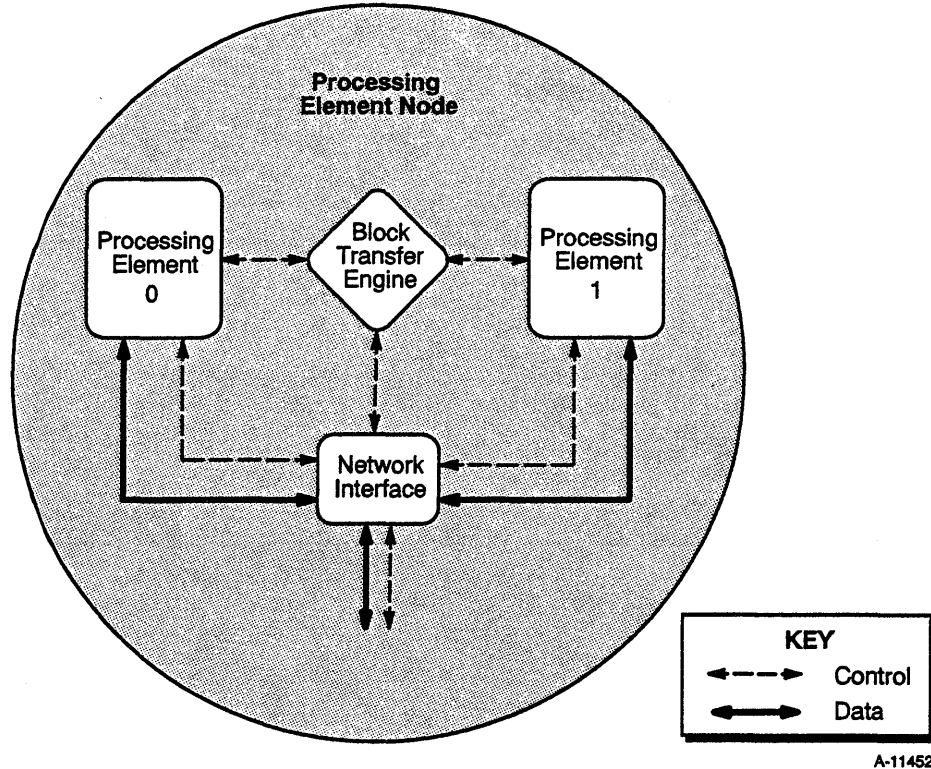 Processing
Element Node
Processing
Element
0
Block
Transfer
Engine
Processing
Element
1
Network
Interface
KEY
Control
Data
A-11452